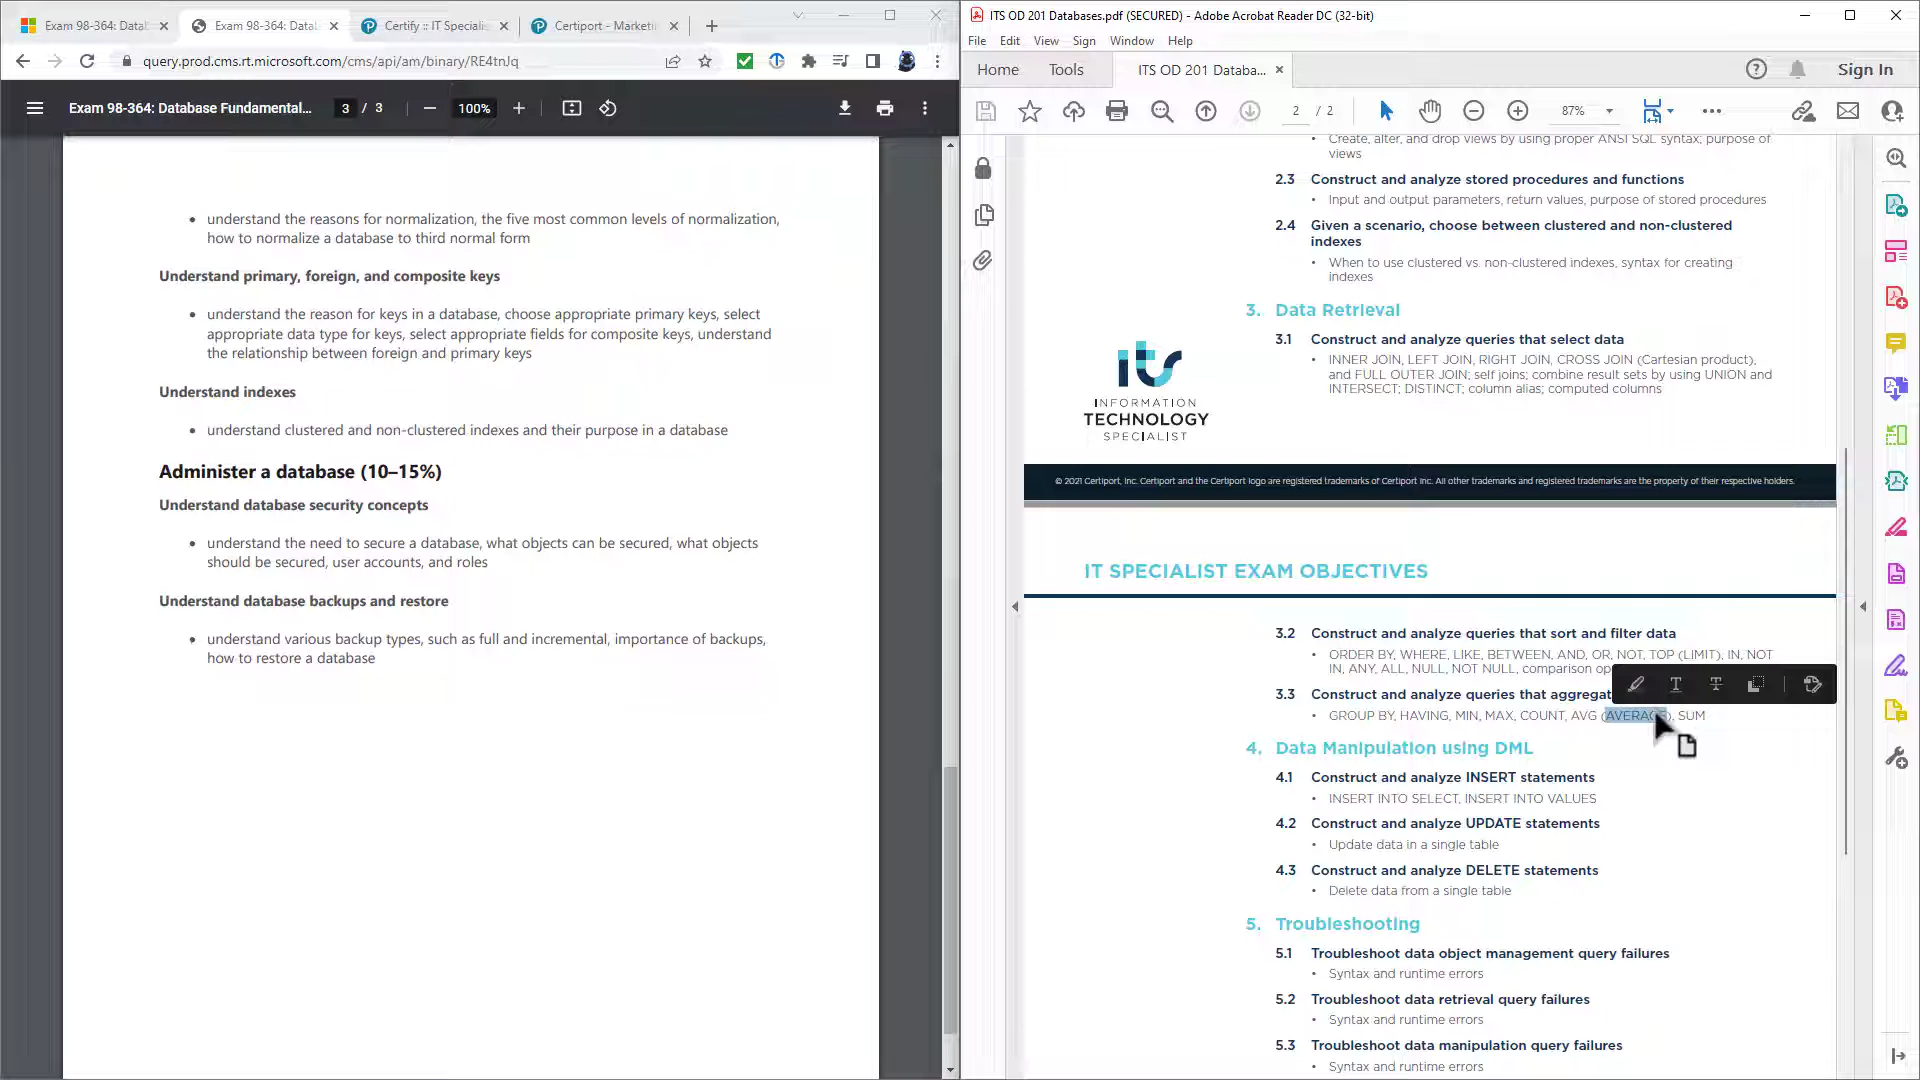 Exam 98-364: Datab
Exam 98-364: Datab
Certify :: IT Specialis
Certiport - Marketin
query.prod.cms.rt.microsoft.com/cms/api/am/binary/RE4tnJq
Exam 98-364: Database Fundamental...
3 / 3
100%
understand the reasons for normalization, the five most common levels of normalization,
how to normalize a database to third normal form
Understand primary, foreign, and composite keys
understand the reason for keys in a database, choose appropriate primary keys, select
appropriate data type for keys, select appropriate fields for composite keys, understand
the relationship between foreign and primary keys
Understand indexes
understand clustered and non-clustered indexes and their purpose in a database
Administer a database (10–15%)
Understand database security concepts
understand the need to secure a database, what objects can be secured, what objects
should be secured, user accounts, and roles
Understand database backups and restore
understand various backup types, such as full and incremental, importance of backups,
how to restore a database
ITS OD 201 Databases.pdf (SECURED) - Adobe Acrobat Reader DC (32-bit)
File Edit View Sign Window Help
Home Tools ITS OD 201 Databa... Sign In
2 / 2 87%
Create, alter, and drop views by using proper ANSI SQL syntax; purpose of
views
2.3 Construct and analyze stored procedures and functions
• Input and output parameters, return values, purpose of stored procedures
2.4 Given a scenario, choose between clustered and non-clustered
indexes
• When to use clustered vs. non-clustered indexes, syntax for creating
indexes
3. Data Retrieval
3.1 Construct and analyze queries that select data
• INNER JOIN, LEFT JOIN, RIGHT JOIN, CROSS JOIN (Cartesian product),
and FULL OUTER JOIN; self joins; combine result sets by using UNION and
INTERSECT; DISTINCT; column alias; computed columns
its
INFORMATION
TECHNOLOGY
SPECIALIST
© 2021 Certiport, Inc. Certiport and the Certiport logo are registered trademarks of Certiport Inc. All other trademarks and registered trademarks are the property of their respective holders.
IT SPECIALIST EXAM OBJECTIVES
3.2 Construct and analyze queries that sort and filter data
• ORDER BY, WHERE, LIKE, BETWEEN, AND, OR, NOT, TOP (LIMIT), IN, NOT
IN, ANY, ALL, NULL, NOT NULL, comparison op
3.3 Construct and analyze queries that aggregat
• GROUP BY, HAVING, MIN, MAX, COUNT, AVG (AVERAGE), SUM
4. Data Manipulation using DML
4.1 Construct and analyze INSERT statements
• INSERT INTO SELECT, INSERT INTO VALUES
4.2 Construct and analyze UPDATE statements
• Update data in a single table
4.3 Construct and analyze DELETE statements
• Delete data from a single table
5. Troubleshooting
5.1 Troubleshoot data object management query failures
• Syntax and runtime errors
5.2 Troubleshoot data retrieval query failures
• Syntax and runtime errors
5.3 Troubleshoot data manipulation query failures
• Syntax and runtime errors